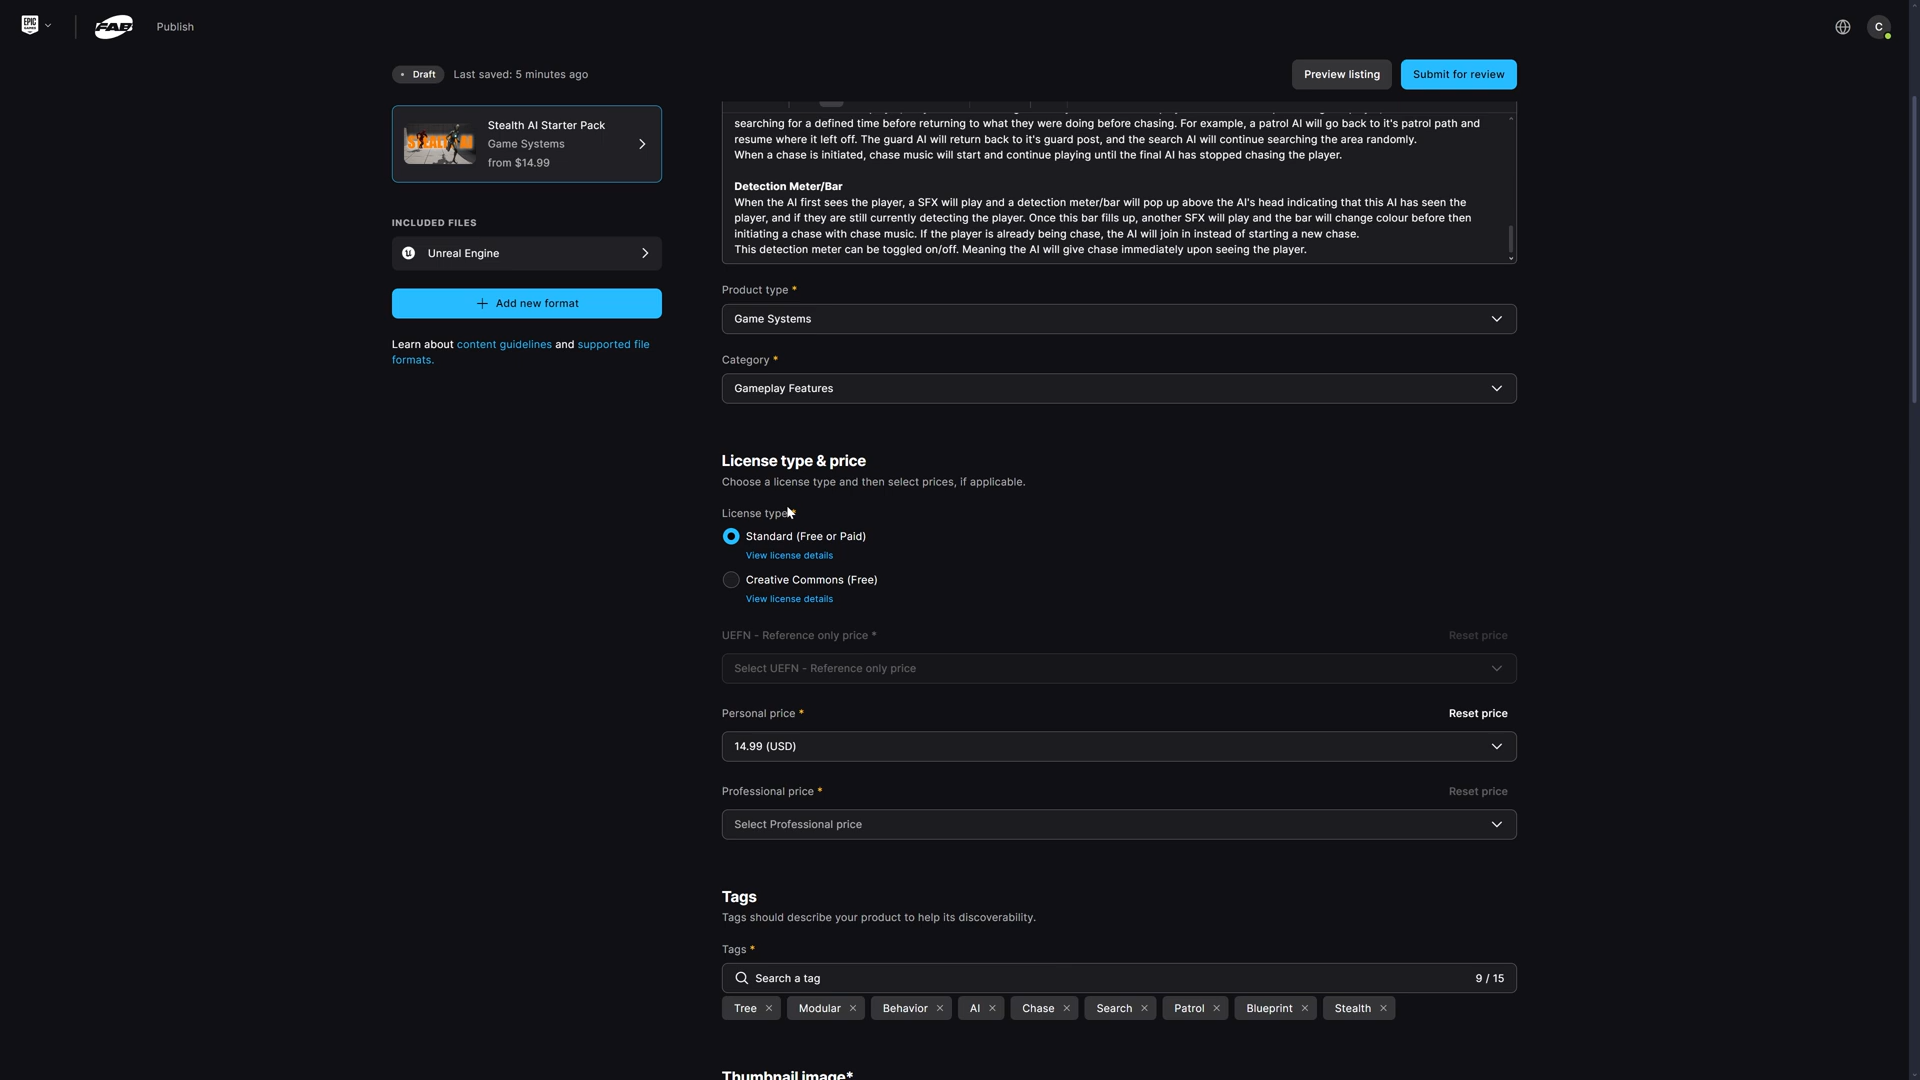 EPIC
GAMES
FAB
Publish
C
Draft
Last saved: 5 minutes ago
Preview listing
Submit for review
Stealth AI Starter Pack
Game Systems
from $14.99
INCLUDED FILES
Unreal Engine
+ Add new format
Learn about content guidelines and supported file
formats.
searching for a defined time before returning to what they were doing before chasing. For example, a patrol AI will go back to it's patrol path and
resume where it left off. The guard AI will return back to it's guard post, and the search AI will continue searching the area randomly.
When a chase is initiated, chase music will start and continue playing until the final AI has stopped chasing the player.
Detection Meter/Bar
When the AI first sees the player, a SFX will play and a detection meter/bar will pop up above the AI's head indicating that this AI has seen the
player, and if they are still currently detecting the player. Once this bar fills up, another SFX will play and the bar will change colour before then
initiating a chase with chase music. If the player is already being chase, the AI will join in instead of starting a new chase.
This detection meter can be toggled on/off. Meaning the AI will give chase immediately upon seeing the player.
Product type *
Game Systems
Category *
Gameplay Features
License type & price
Choose a license type and then select prices, if applicable.
License type *
Standard (Free or Paid)
View license details
Creative Commons (Free)
View license details
UEFN - Reference only price *
Reset price
Select UEFN - Reference only price
Personal price *
Reset price
14.99 (USD)
Professional price *
Reset price
Select Professional price
Tags
Tags should describe your product to help its discoverability.
Tags *
Search a tag
9 / 15
Tree × Modular × Behavior × AI × Chase × Search × Patrol × Blueprint × Stealth ×
Thumbnail image*